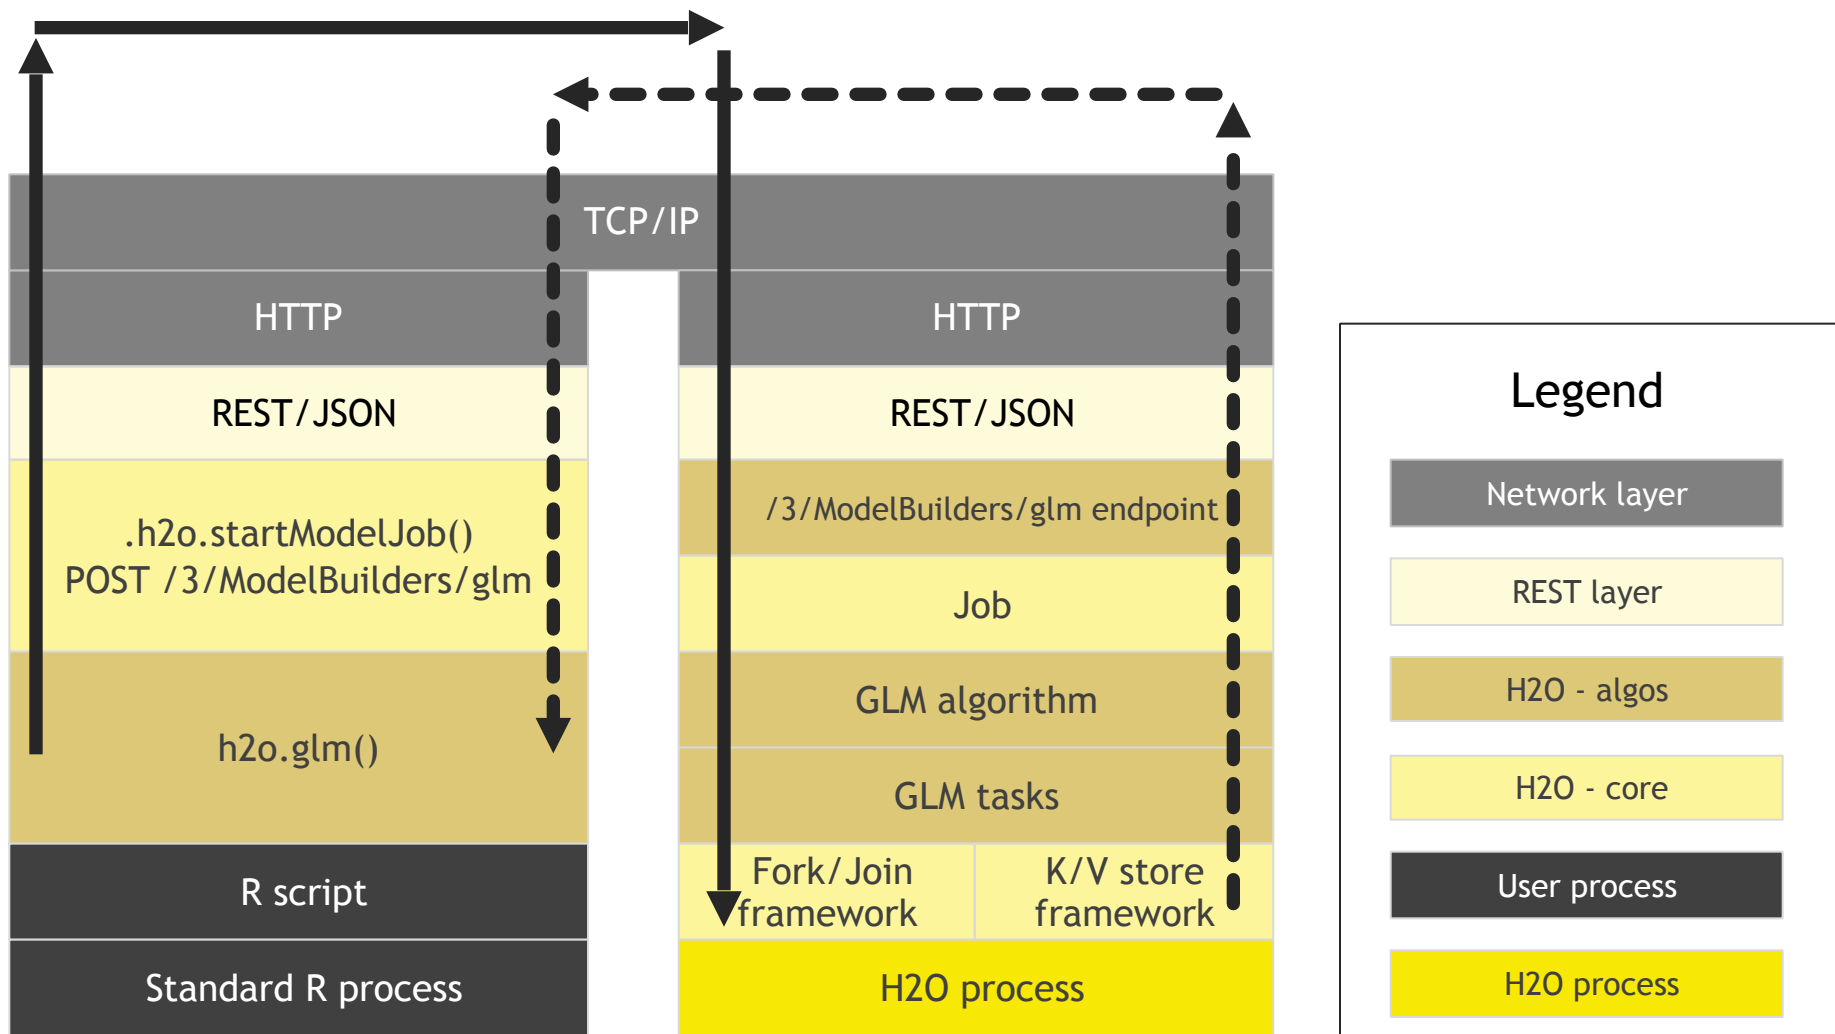 TCP/IP
HTTP
REST/JSON
.h2o.startModelJob()
POST /3/ModelBuilders/glm
h2o.glm()
R script
Standard R process
HTTP
REST/JSON
/3/ModelBuilders/glm endpoint
Job
GLM algorithm
GLM tasks
Fork/Join
framework
K/V store
framework
H2O process
Legend
Network layer
REST layer
H2O - algos
H2O - core
User process
H2O process